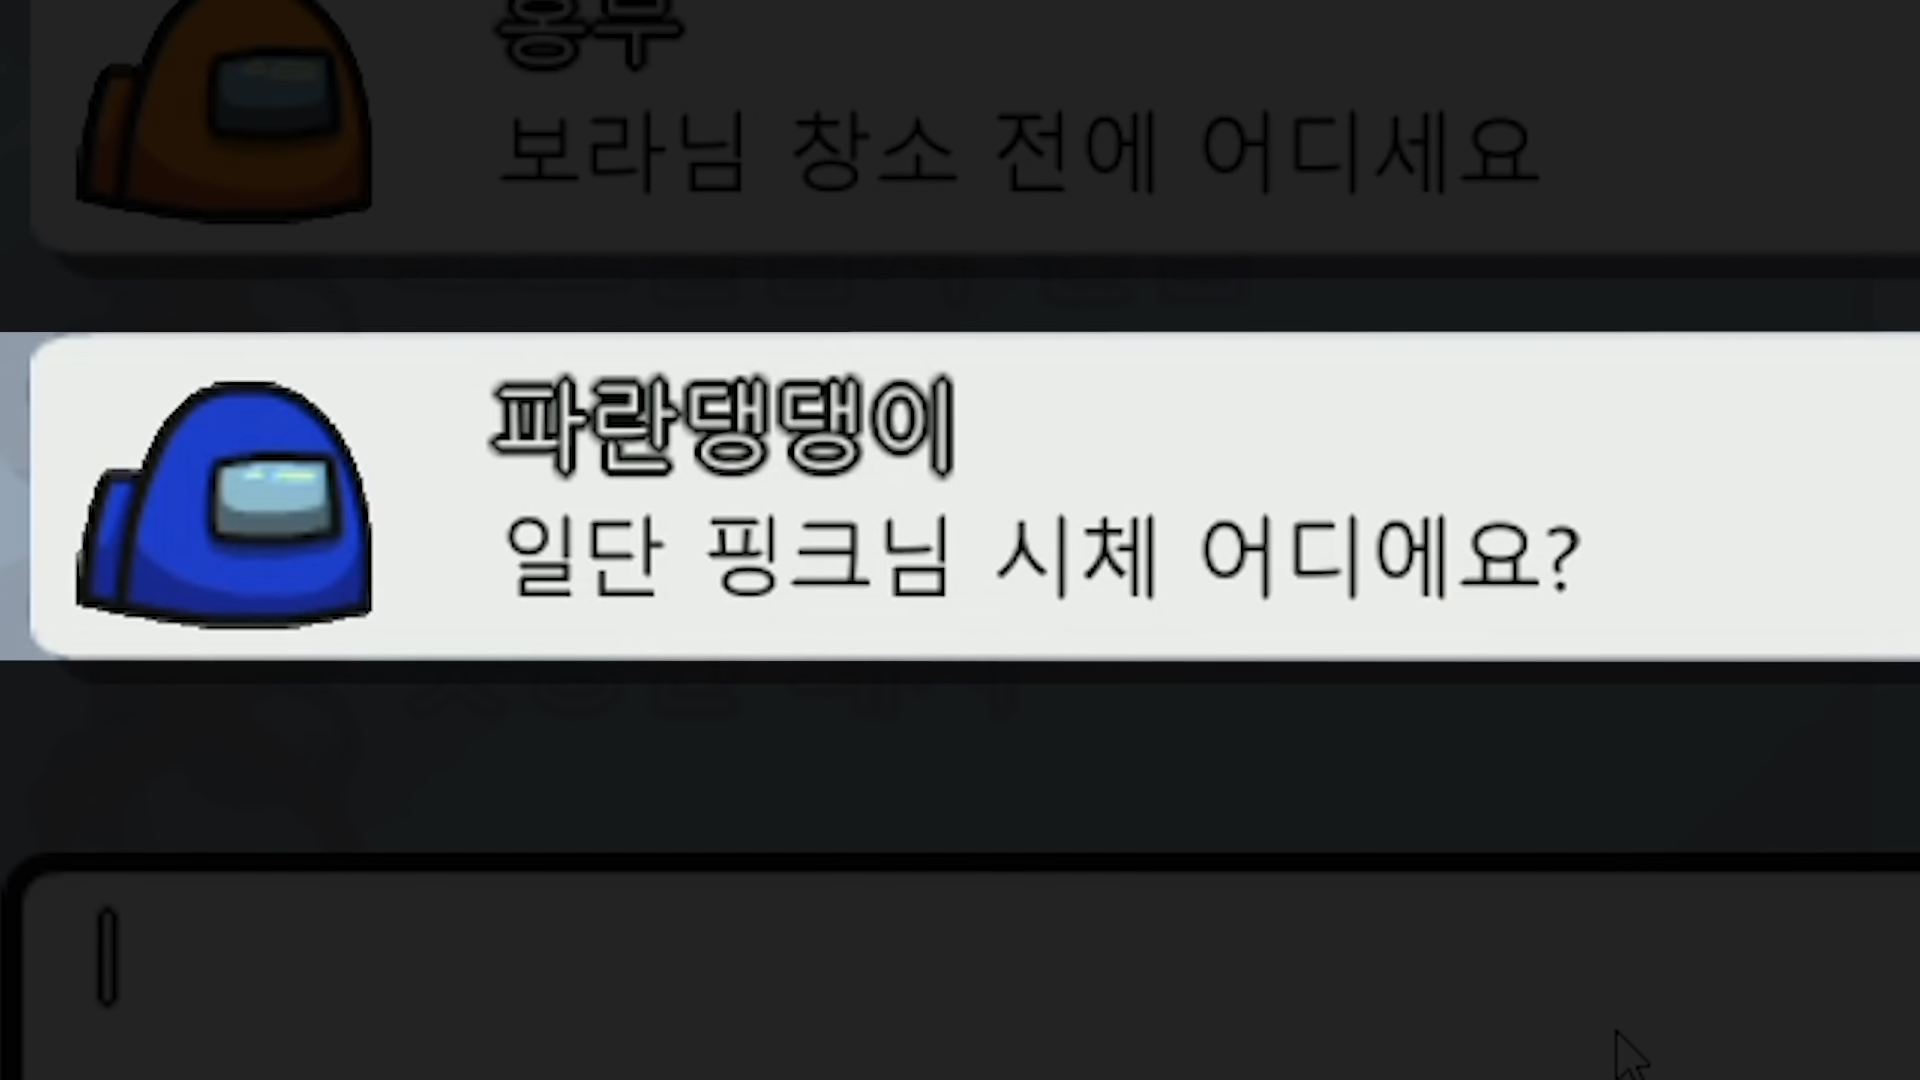 보라님 창소 전에 어디세요
파란댕댕이
일단 핑크님 시체 어디에요?